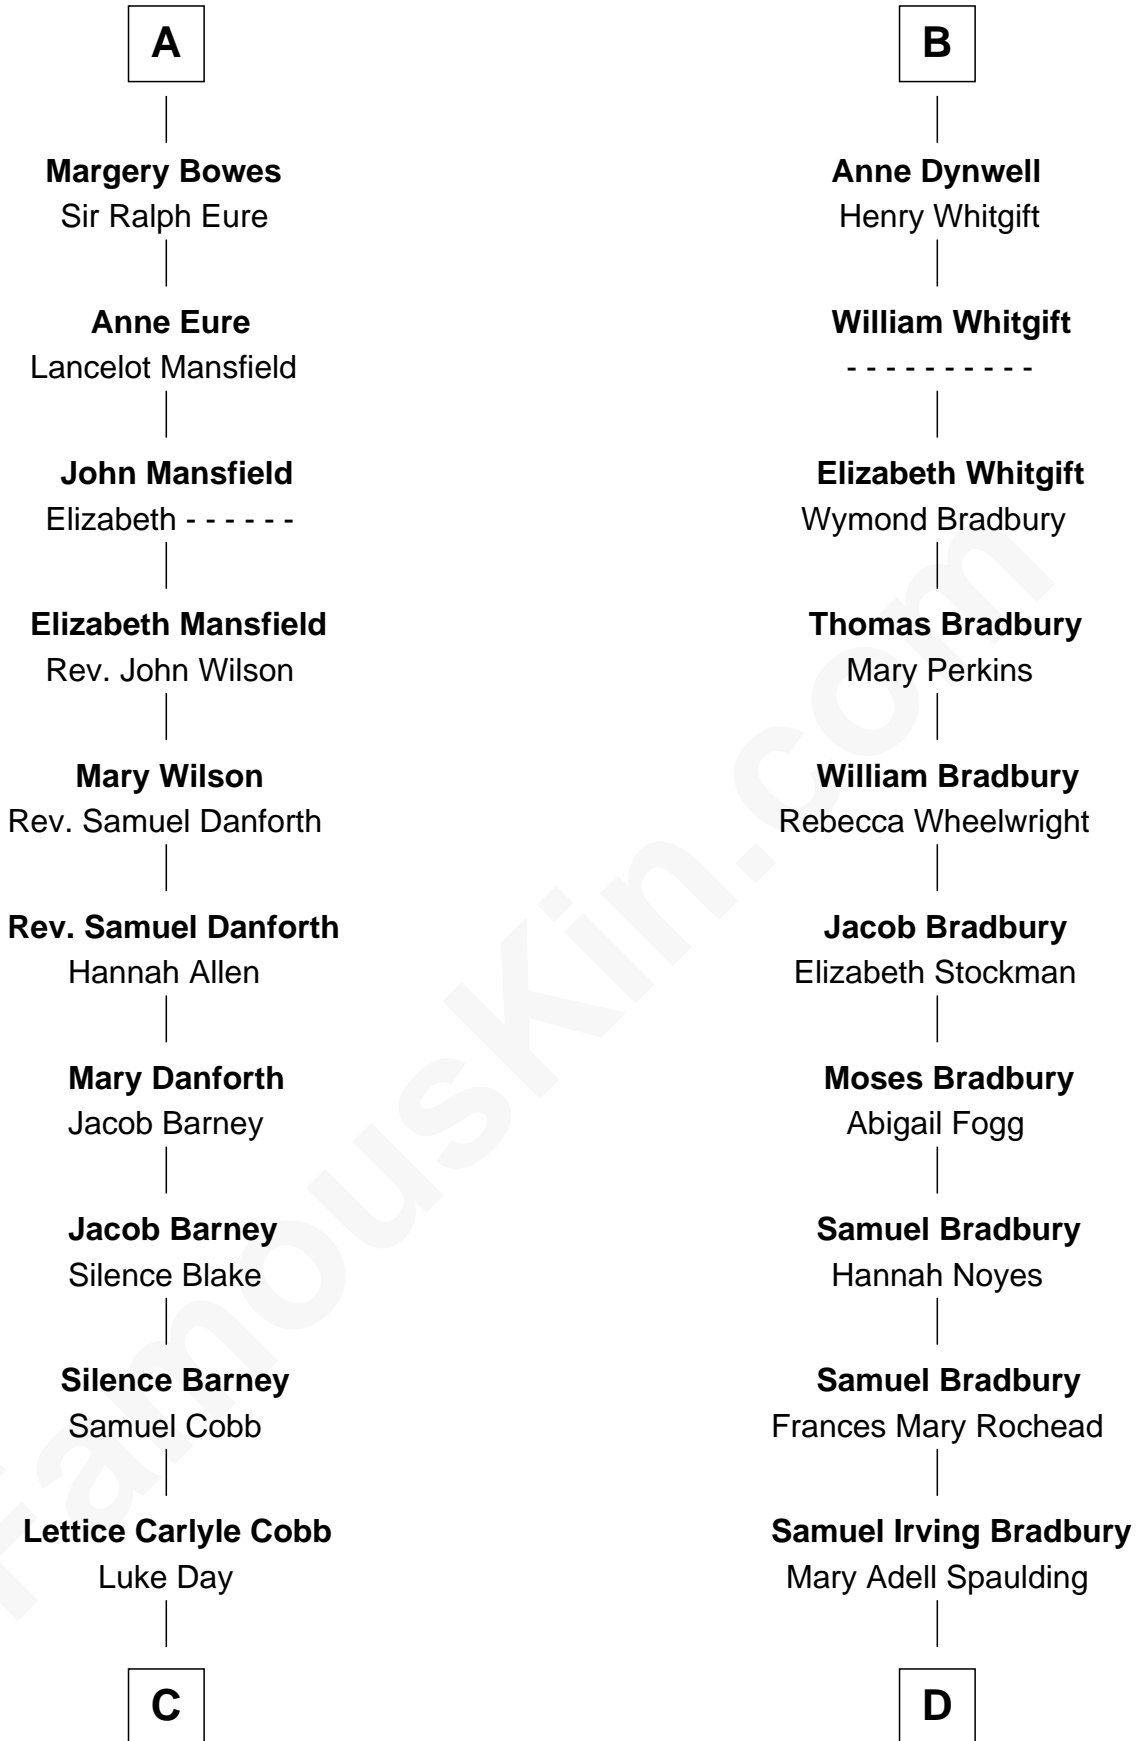 A
Margery Bowes
Sir Ralph Eure
Anne Eure
Lancelot Mansfield
John Mansfield
Elizabeth - - - - - -
Elizabeth Mansfield
Rev. John Wilson
Mary Wilson
Rev. Samuel Danforth
Rev. Samuel Danforth
Hannah Allen
Mary Danforth
Jacob Barney
Jacob Barney
Silence Blake
Silence Barney
Samuel Cobb
Lettice Carlyle Cobb
Luke Day
C
B
Anne Dynwell
Henry Whitgift
William Whitgift
- - - - - - - - - -
Elizabeth Whitgift
Wymond Bradbury
Thomas Bradbury
Mary Perkins
William Bradbury
Rebecca Wheelwright
Jacob Bradbury
Elizabeth Stockman
Moses Bradbury
Abigail Fogg
Samuel Bradbury
Hannah Noyes
Samuel Bradbury
Frances Mary Rochead
Samuel Irving Bradbury
Mary Adell Spaulding
D
FamousKin.com